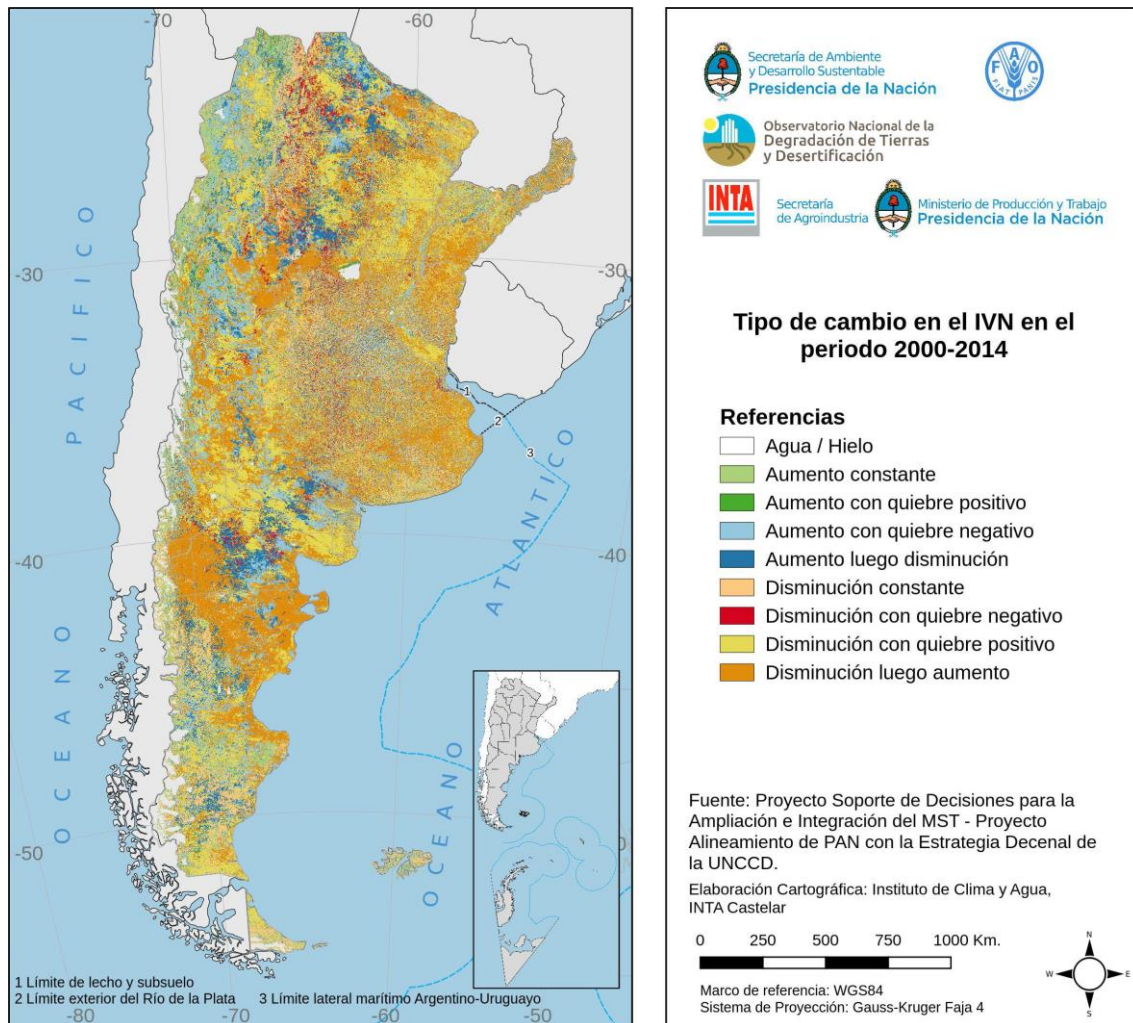 -70
-60
-30
-30
-40
-40
-50
-80
-70
-60
-50
OCEANO PACIFICO
OCEANO ATLANTICO
1
2
3
1 Límite de lecho y subsuelo
2 Límite exterior del Río de la Plata
3 Límite lateral marítimo Argentino-Uruguayo
Secretaría de Ambiente
y Desarrollo Sustentable
Presidencia de la Nación
F A O
FIAT PANIS
Observatorio Nacional de la
Degradación de Tierras
y Desertificación
INTA
Secretaría
de Agroindustria
Ministerio de Producción y Trabajo
Presidencia de la Nación
Tipo de cambio en el IVN en el
periodo 2000-2014
Referencias
Agua / Hielo
Aumento constante
Aumento con quiebre positivo
Aumento con quiebre negativo
Aumento luego disminución
Disminución constante
Disminución con quiebre negativo
Disminución con quiebre positivo
Disminución luego aumento
Fuente: Proyecto Soporte de Decisiones para la
Ampliación e Integración del MST - Proyecto
Alineamiento de PAN con la Estrategia Decenal de
la UNCCD.
Elaboración Cartográfica: Instituto de Clima y Agua,
INTA Castelar
0 250 500 750 1000 Km.
Marco de referencia: WGS84
Sistema de Proyección: Gauss-Kruger Faja 4
N
W E
S